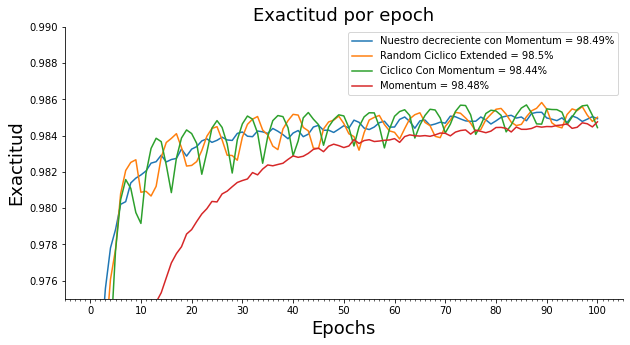 Exactitud por epoch
Nuestro decreciente con Momentum = 98.49%
Random Ciclico Extended = 98.5%
Ciclico Con Momentum = 98.44%
Momentum = 98.48%
Exactitud
0.990
0.988
0.986
0.984
0.982
0.980
0.978
0.976
0 10 20 30 40 50 60 70 80 90 100
Epochs